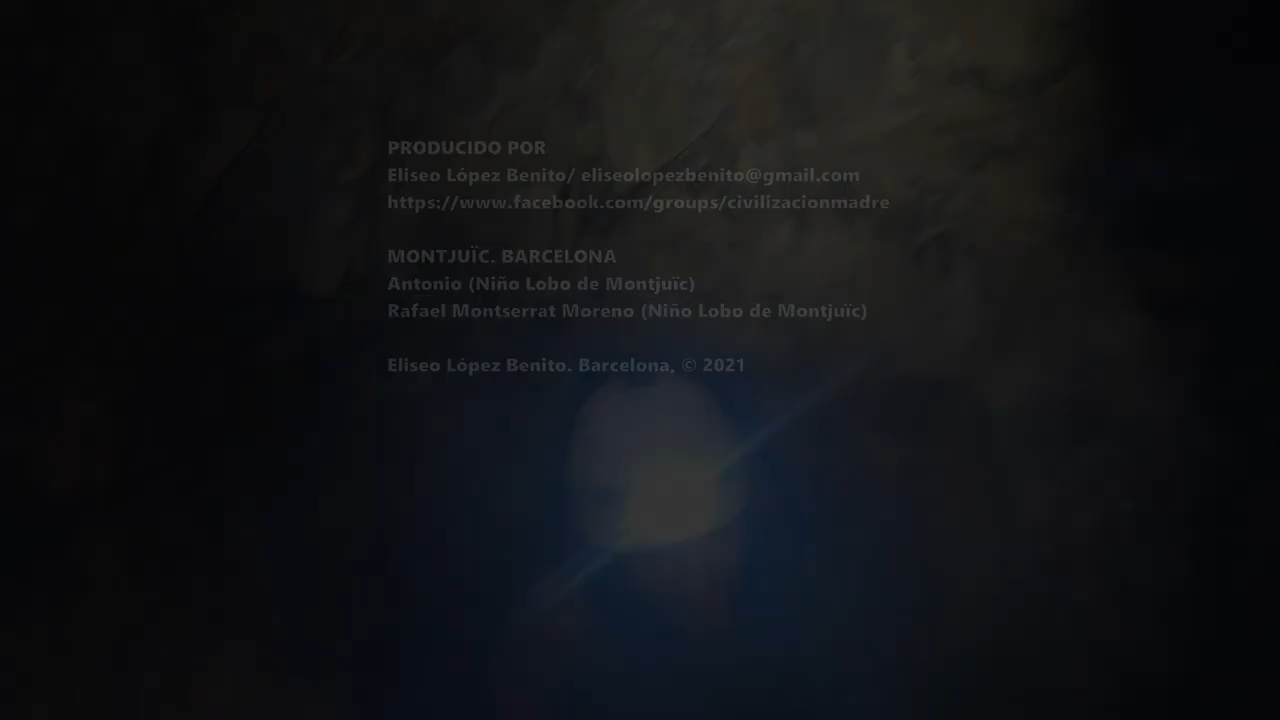 PRODUCIDO POR
Eliseo López Benito/ eliseolopezbenito@gmail.com
https://www.facebook.com/groups/civilizacionmadre
MONTJUÏC. BARCELONA
Antonio (Niño Lobo de Montjuïc)
Rafael Montserrat Moreno (Niño Lobo de Montjuïc)
Eliseo López Benito. Barcelona, © 2021